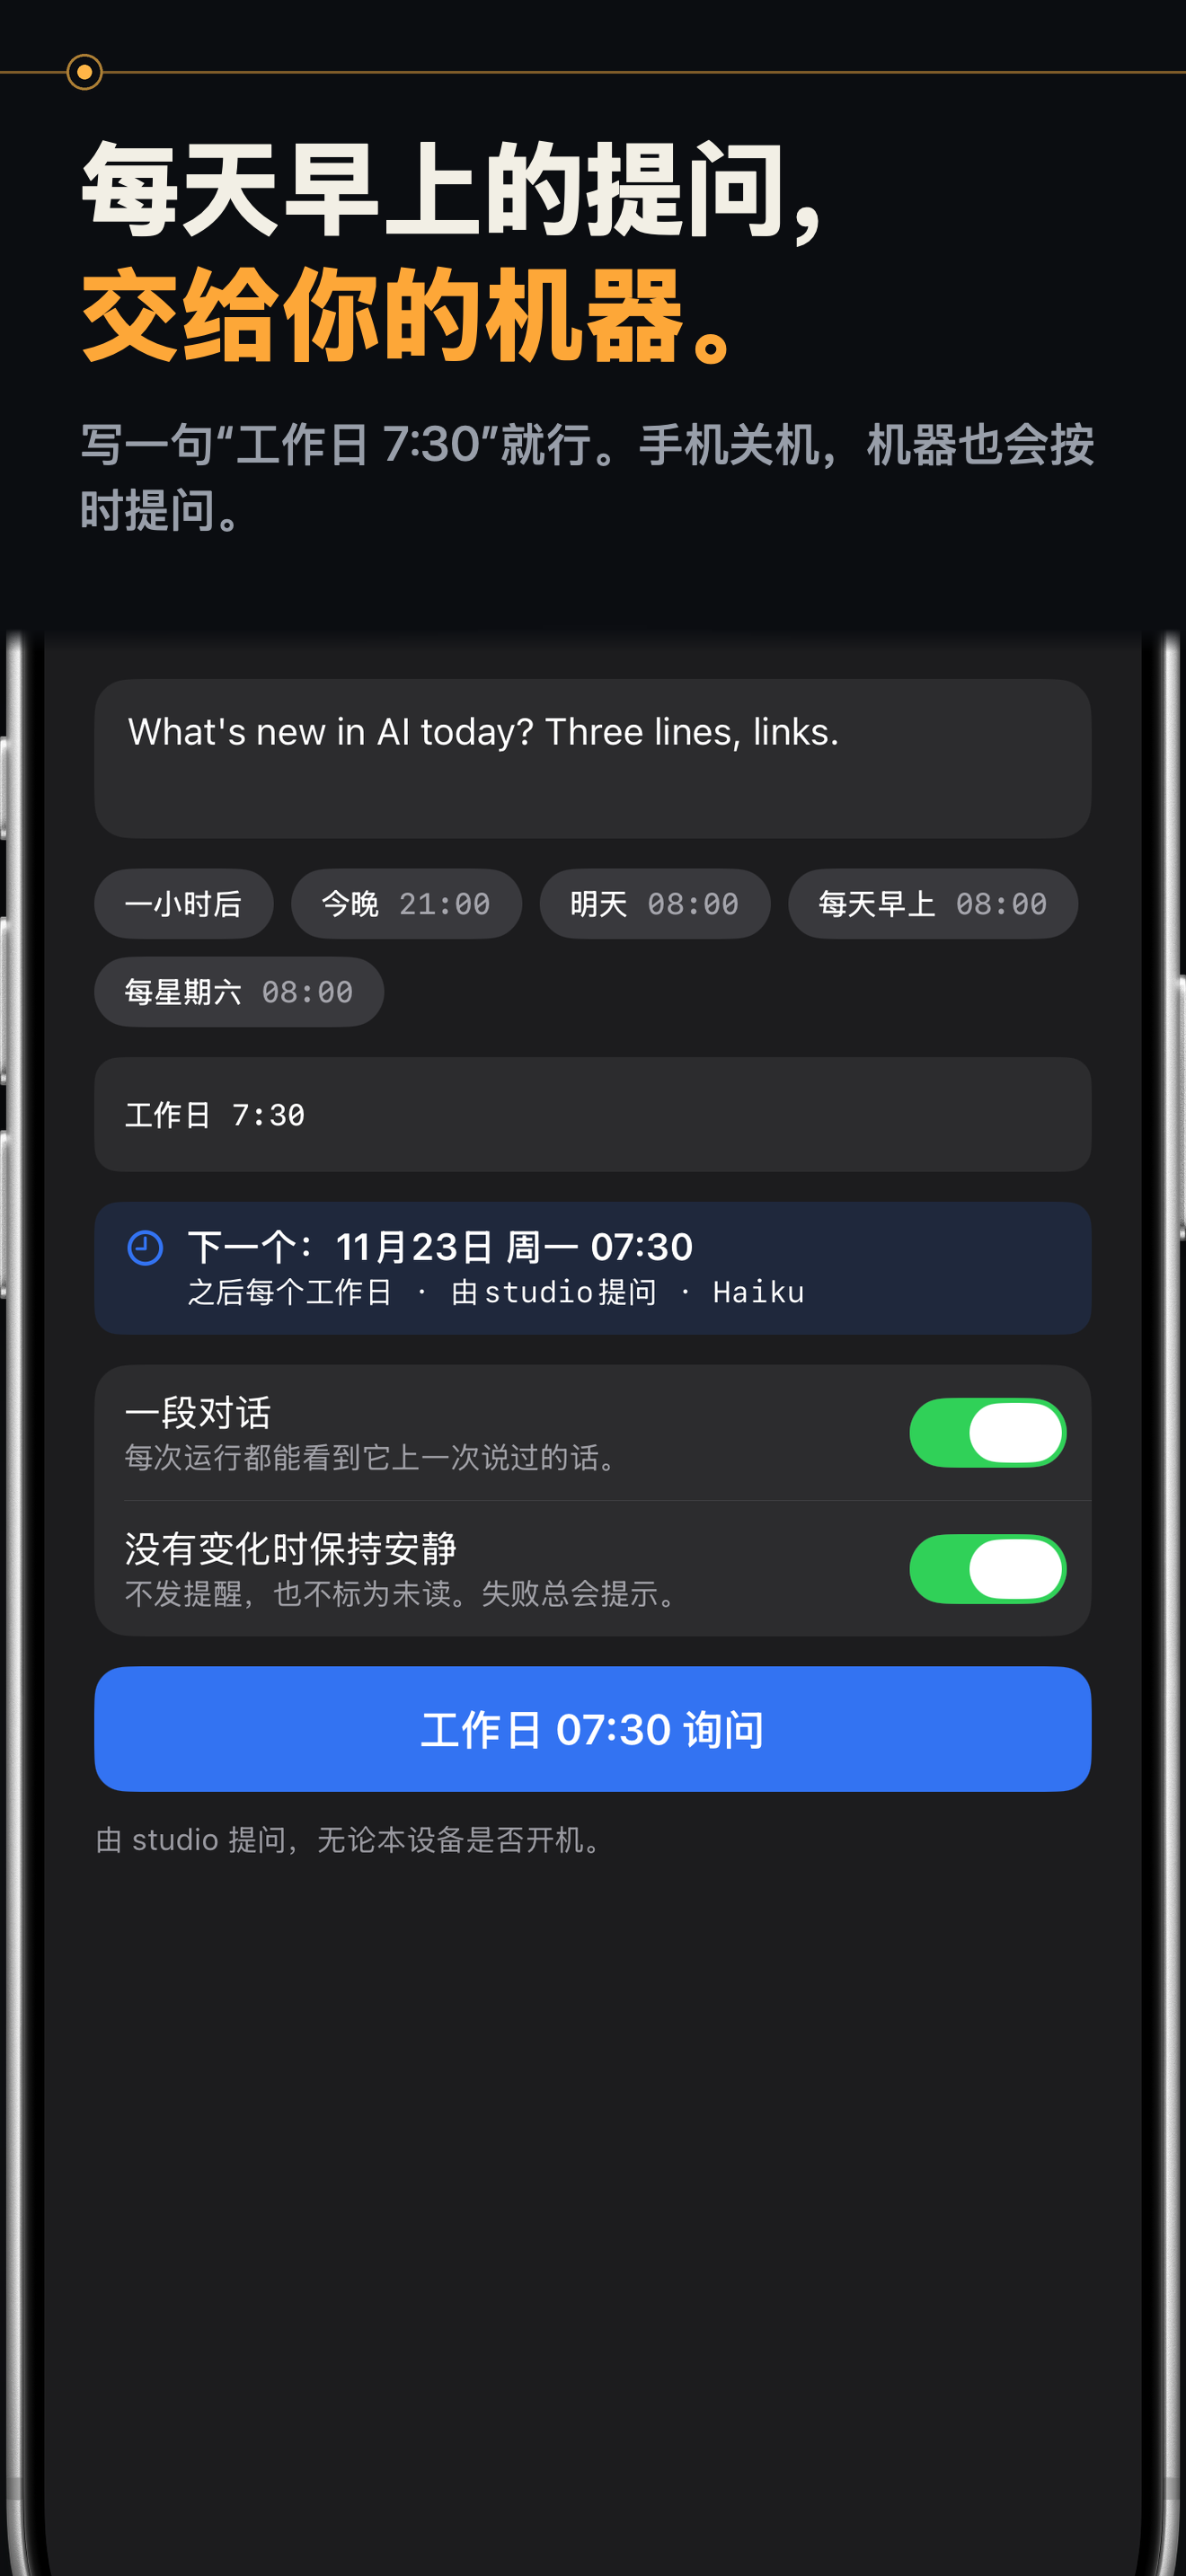 每天早上的提问，
交给你的机器。
写一句“工作日 7:30”就行。手机关机，机器也会按
时提问。
What's new in AI today? Three lines, links.
一小时后
今晚 21:00
明天 08:00
每天早上 08:00
每星期六 08:00
工作日 7:30
下一个：11月23日 周一 07:30
之后每个工作日 · 由studio提问 · Haiku
一段对话
每次运行都能看到它上一次说过的话。
没有变化时保持安静
不发提醒，也不标为未读。失败总会提示。
工作日 07:30 询问
由 studio 提问，无论本设备是否开机。